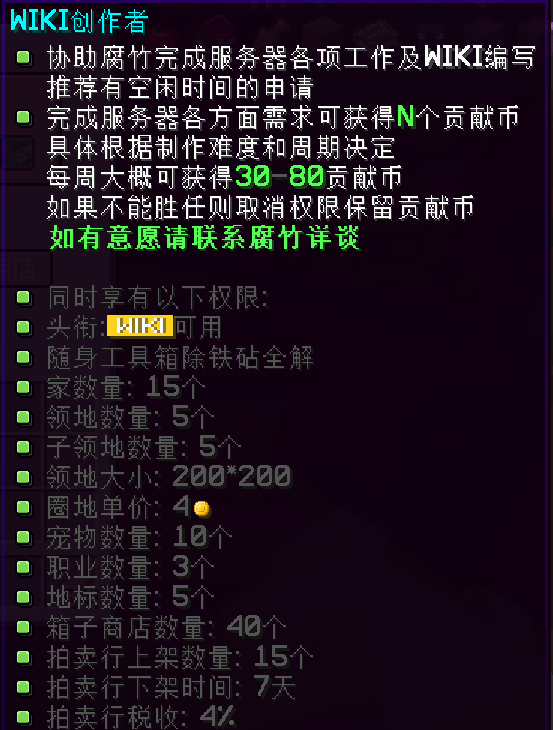 WIKI创作者
协助腐竹完成服务器各项工作及WIKI编写
推荐有空闲时间的申请
完成服务器各方面需求可获得N个贡献币
具体根据制作难度和周期决定
每周大概可获得30-80贡献币
如果不能胜任则取消权限保留贡献币
如有意愿请联系腐竹详谈
同时享有以下权限:
头衔:WIKI可用
随身工具箱除铁砧全解
家数量: 15个
领地数量: 5个
子领地数量: 5个
领地大小: 200*200
圈地单价: 4
宠物数量: 10个
职业数量: 3个
地标数量: 5个
箱子商店数量: 40个
拍卖行上架数量: 15个
拍卖行下架时间: 7天
拍卖行税收: 4%